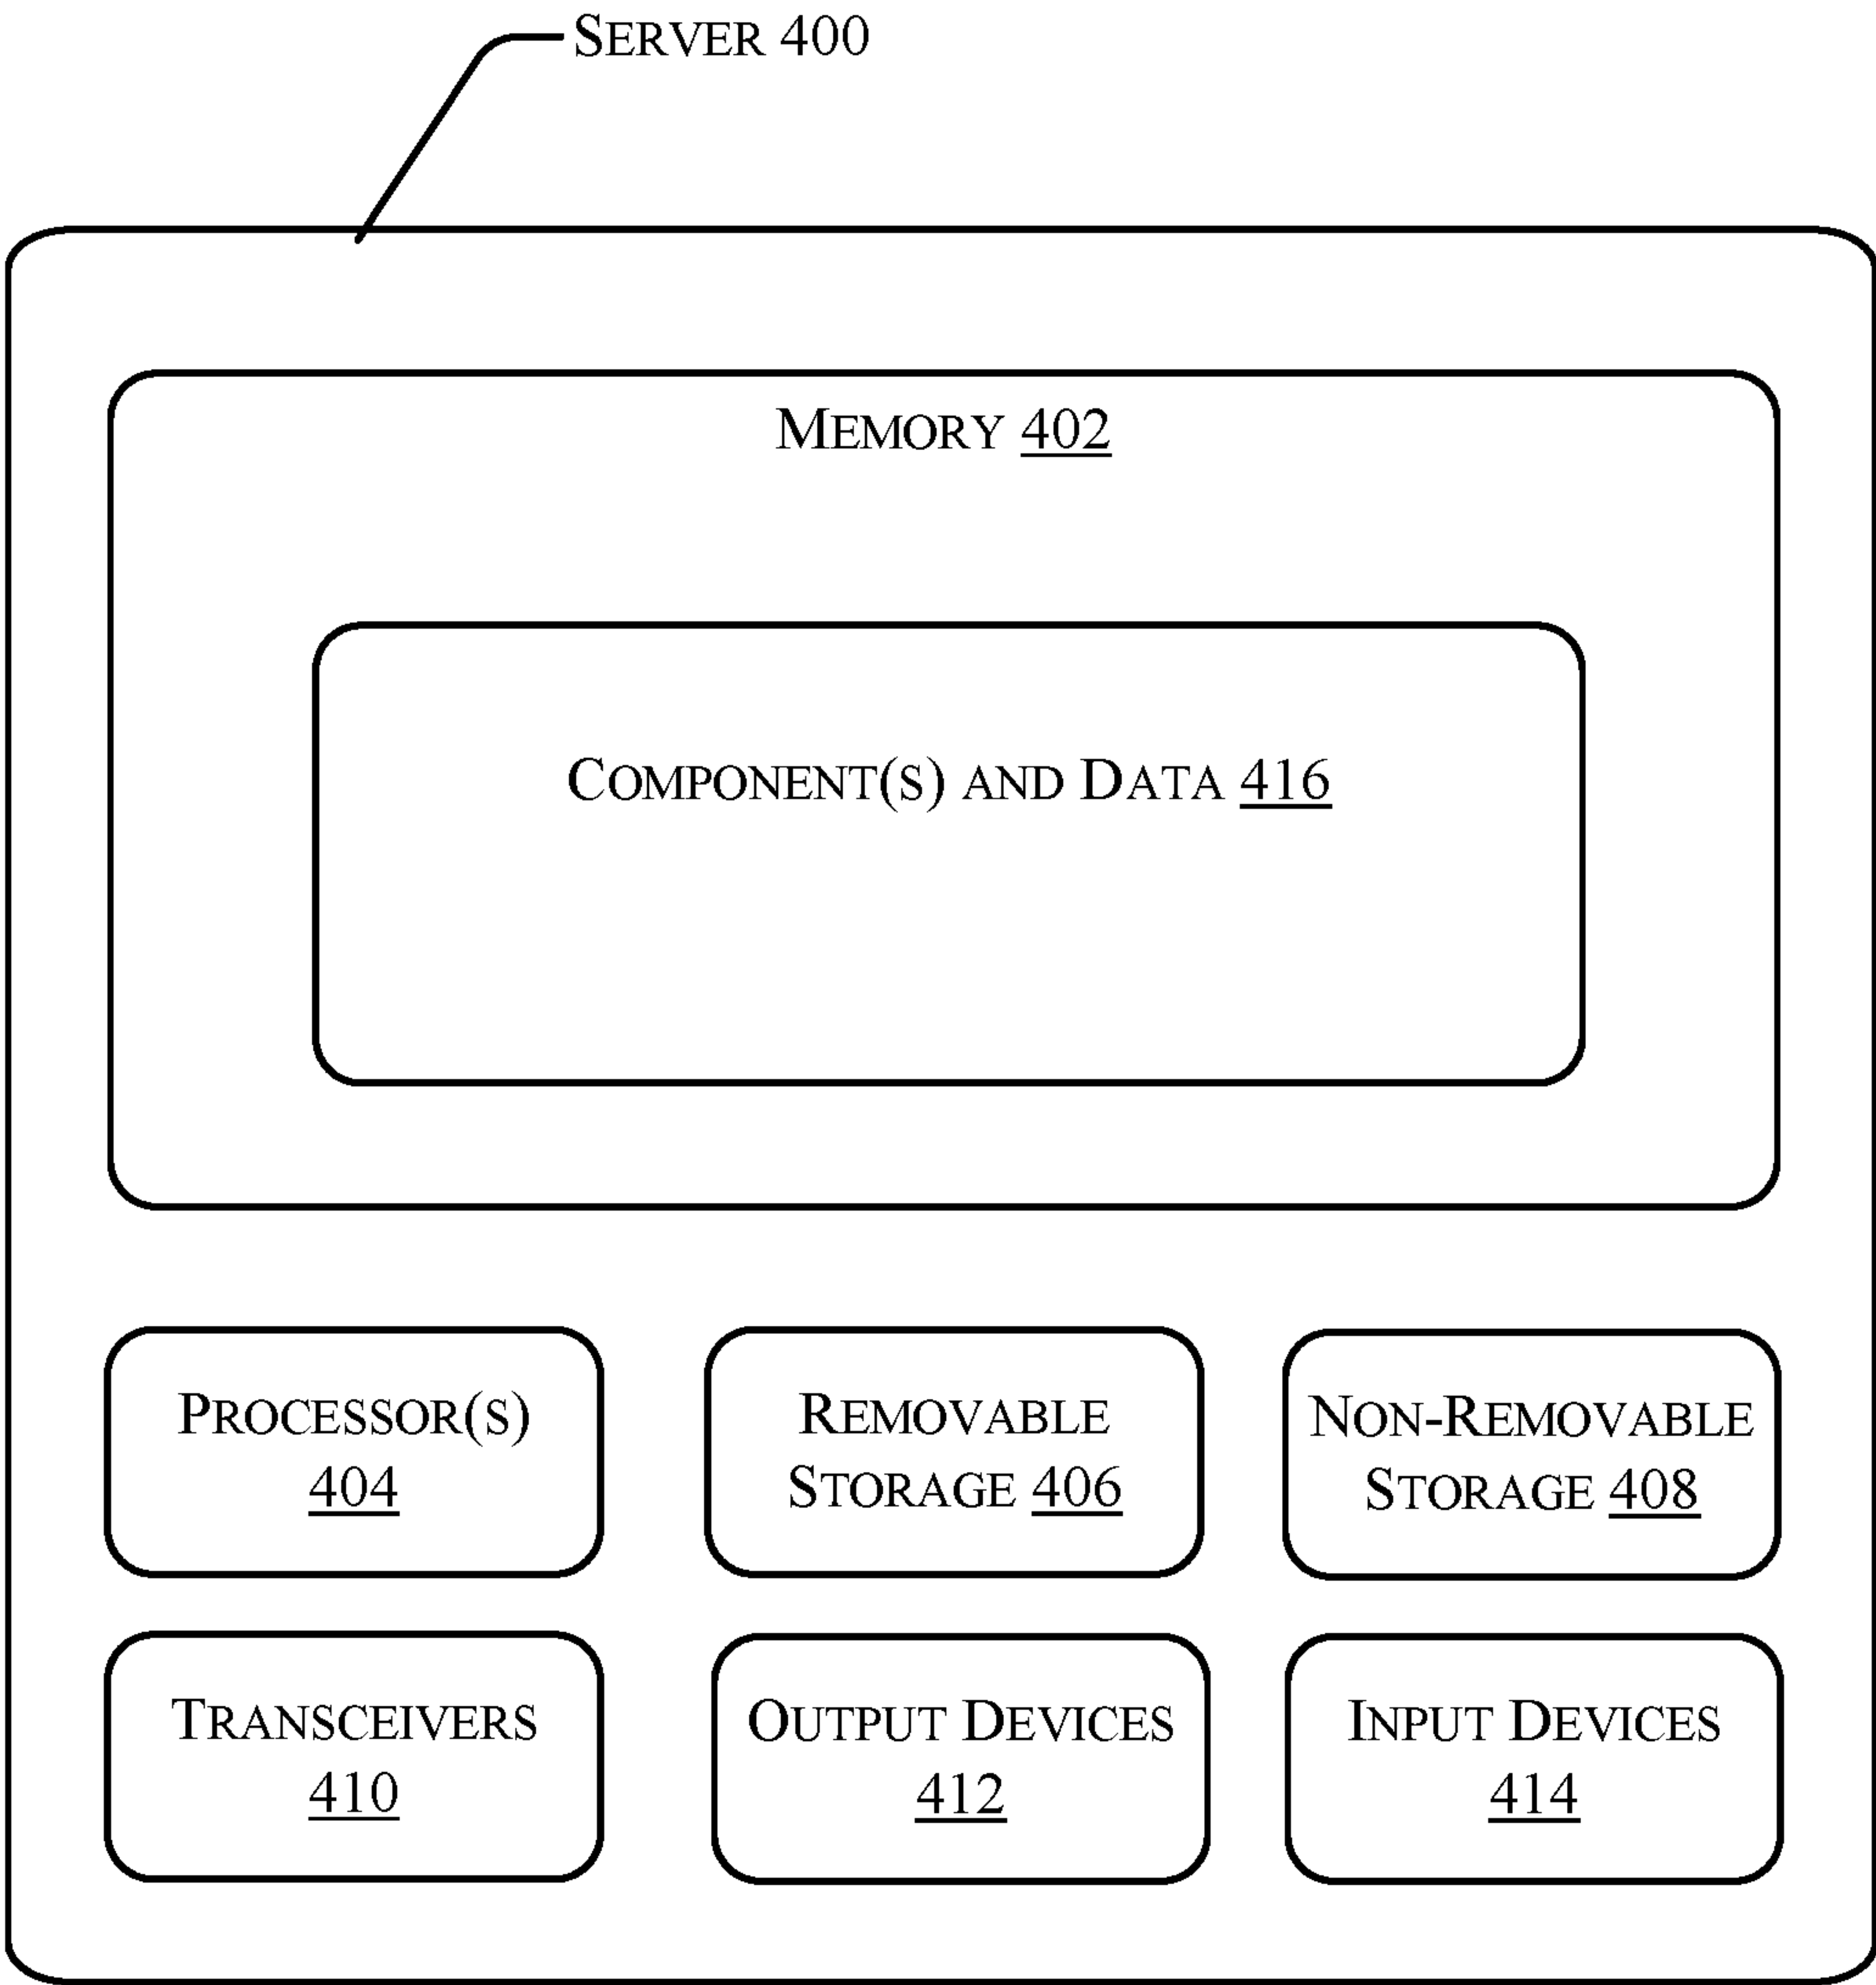 SERVER 400
MEMORY 402
COMPONENT(S) AND DATA 416
PROCESSOR(S)
404
REMOVABLE
STORAGE 406
NON-REMOVABLE
STORAGE 408
TRANSCEIVERS
410
OUTPUT DEVICES
412
INPUT DEVICES
414